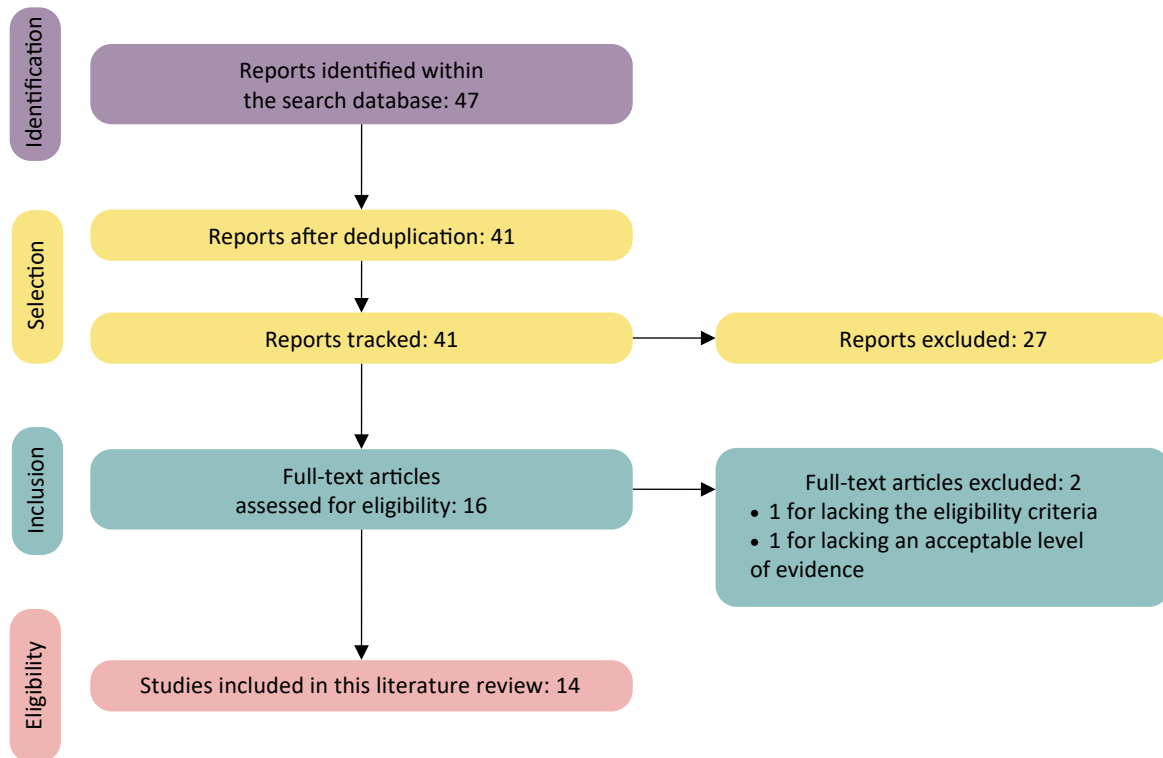 Identification
Reports identified within
the search database: 47
Selection
Reports after deduplication: 41
Reports tracked: 41
Reports excluded: 27
Inclusion
Full-text articles
assessed for eligibility: 16
Full-text articles excluded: 2
• 1 for lacking the eligibility criteria
• 1 for lacking an acceptable level
of evidence
Eligibility
Studies included in this literature review: 14